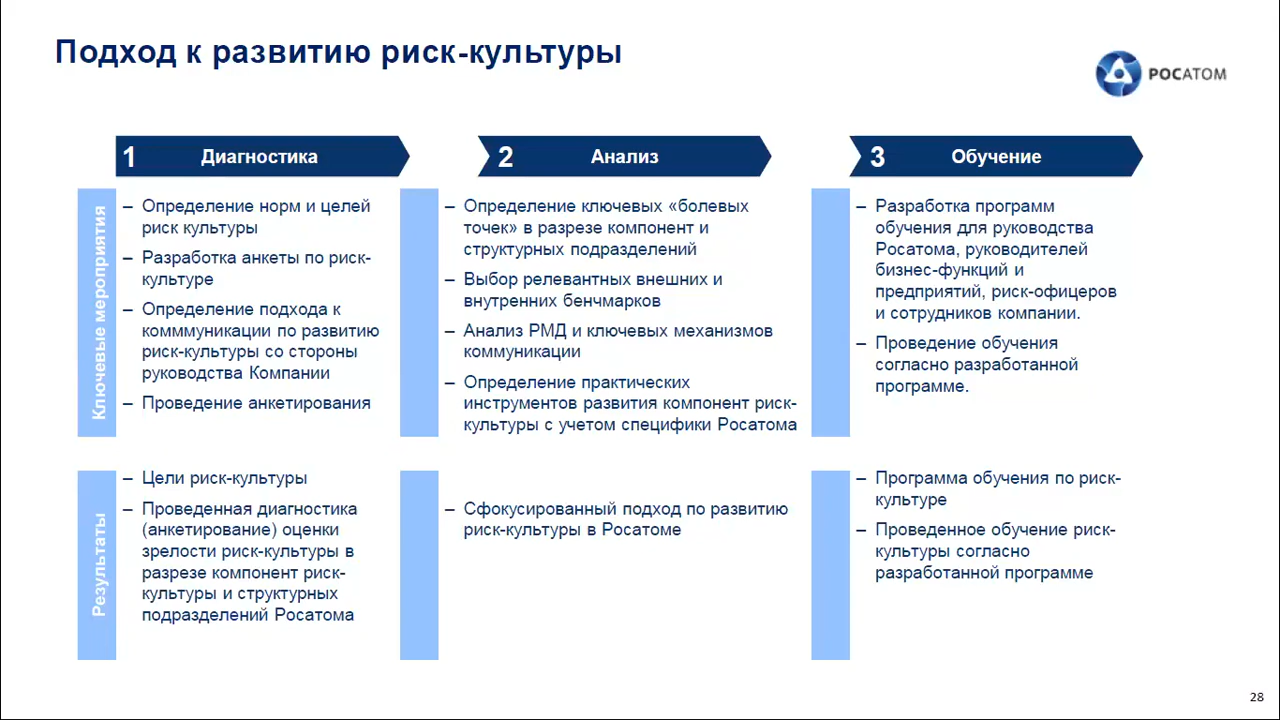 Подход к развитию риск-культуры
РОСАТОМ
1 Диагностика
2 Анализ
3 Обучение
Ключевые мероприятия
– Определение норм и целей
риск культуры
– Разработка анкеты по риск-
культуре
– Определение подхода к
комммуникации по развитию
риск-культуры со стороны
руководства Компании
– Проведение анкетирования
– Определение ключевых «болевых
точек» в разрезе компонент и
структурных подразделений
– Выбор релевантных внешних и
внутренних бенчмарков
– Анализ РМД и ключевых механизмов
коммуникации
– Определение практических
инструментов развития компонент риск-
культуры с учетом специфики Росатома
– Разработка программ
обучения для руководства
Росатома, руководителей
бизнес-функций и
предприятий, риск-офицеров
и сотрудников компании.
– Проведение обучения
согласно разработанной
программе.
Результаты
– Цели риск-культуры
– Проведенная диагностика
(анкетирование) оценки
зрелости риск-культуры в
разрезе компонент риск-
культуры и структурных
подразделений Росатома
– Сфокусированный подход по развитию
риск-культуры в Росатоме
– Программа обучения по риск-
культуре
– Проведенное обучение риск-
культуры согласно
разработанной программе
28